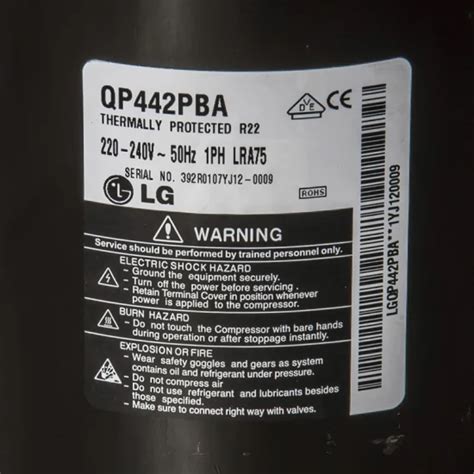 QP442PBA
THERMALLY PROTECTED R22
220-240V~ 50Hz 1PH LRA75
SERIAL NO. 392R0107YJ12-0009
LG
ROHS
VDE
CE
WARNING
Service should be performed by trained personnel only.
ELECTRIC SHOCK HAZARD
- Ground the equipment securely.
- Turn off the power before servicing .
- Retain Terminal Cover in position whenever
power is applied to the compressor.
BURN HAZARD
- Do not touch the Compressor with bare hands
during operation or after stoppage instantly.
EXPLOSION OR FIRE
- Wear safety goggles and gears as system
contains oil and refrigerant under pressure.
- Do not compress air
- Do not use refrigerant and lubricants besides
those specified.
- Make sure to connect right way with valves.
LGQP442PBA**1YJ120009